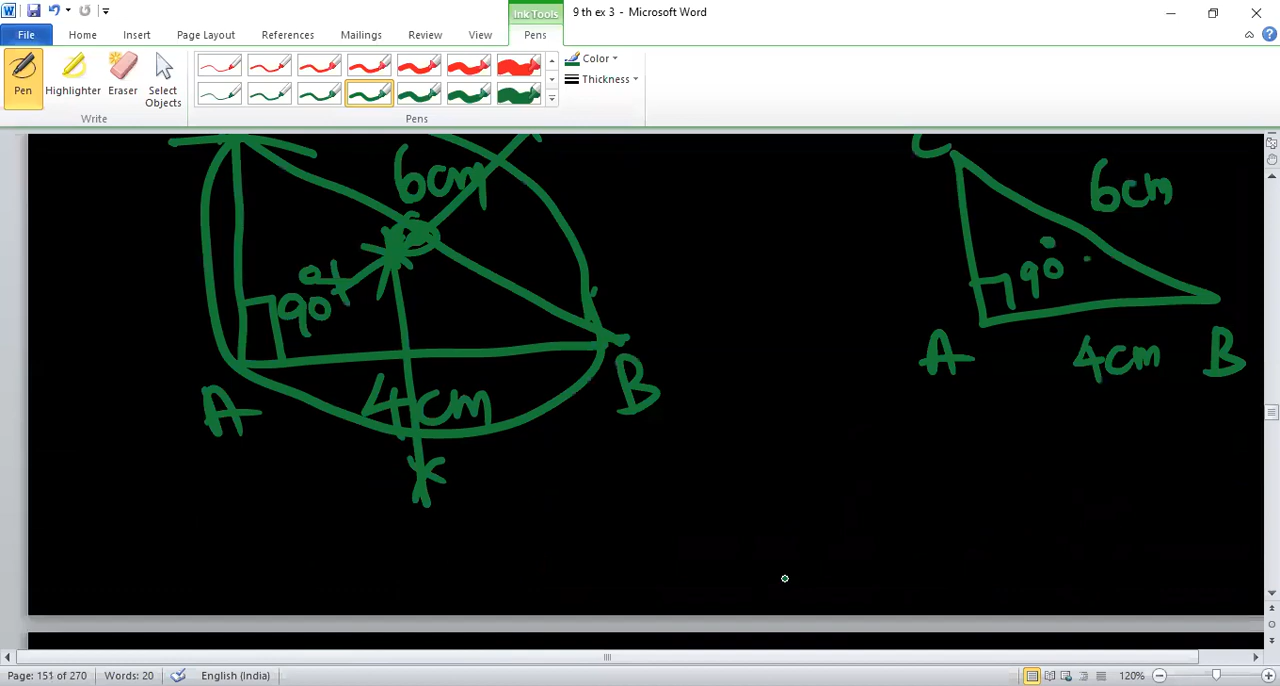 9 th ex 3 - Microsoft Word
Ink Tools
File Home Insert Page Layout References Mailings Review View Pens
Pen
Highlighter
Eraser
Select Objects
Color
Thickness
Write
Pens
6cm
90°
4cm
A
B
C
6cm
90°
A
4cm
B
Page: 151 of 270
Words: 20
English (India)
120%